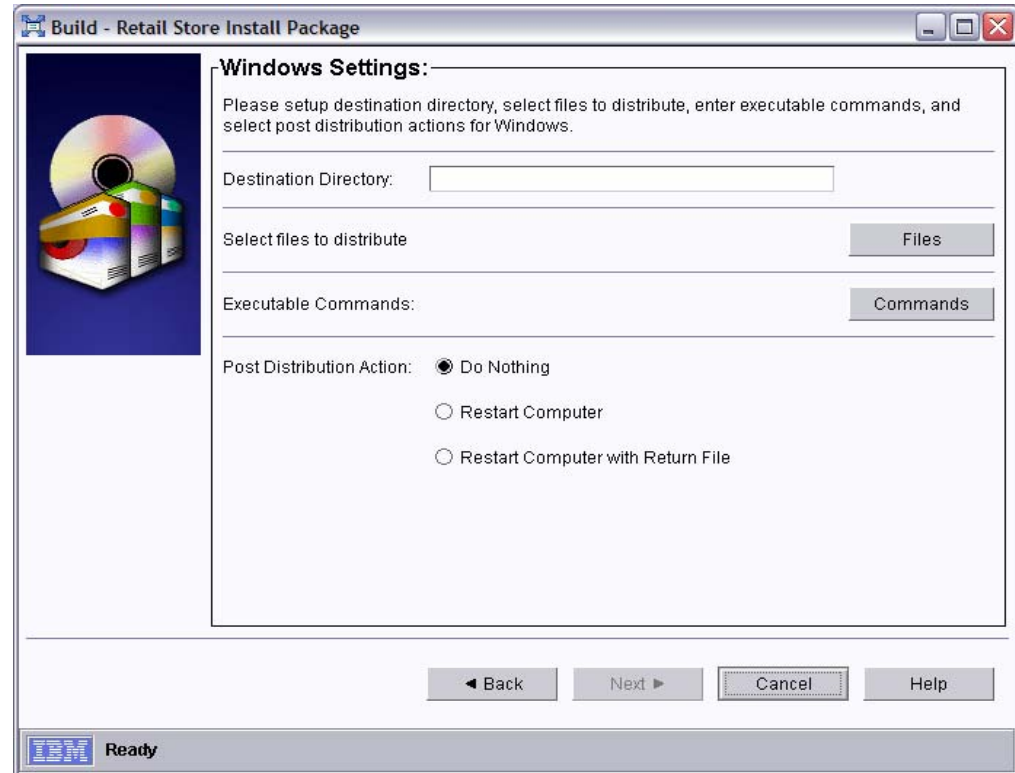 Build - Retail Store Install Package
Windows Settings:
Please setup destination directory, select files to distribute, enter executable commands, and
select post distribution actions for Windows.
Destination Directory:
Select files to distribute
Files
Executable Commands:
Commands
Post Distribution Action:
Do Nothing
Restart Computer
Restart Computer with Return File
Back
Next
Cancel
Help
IBM
Ready